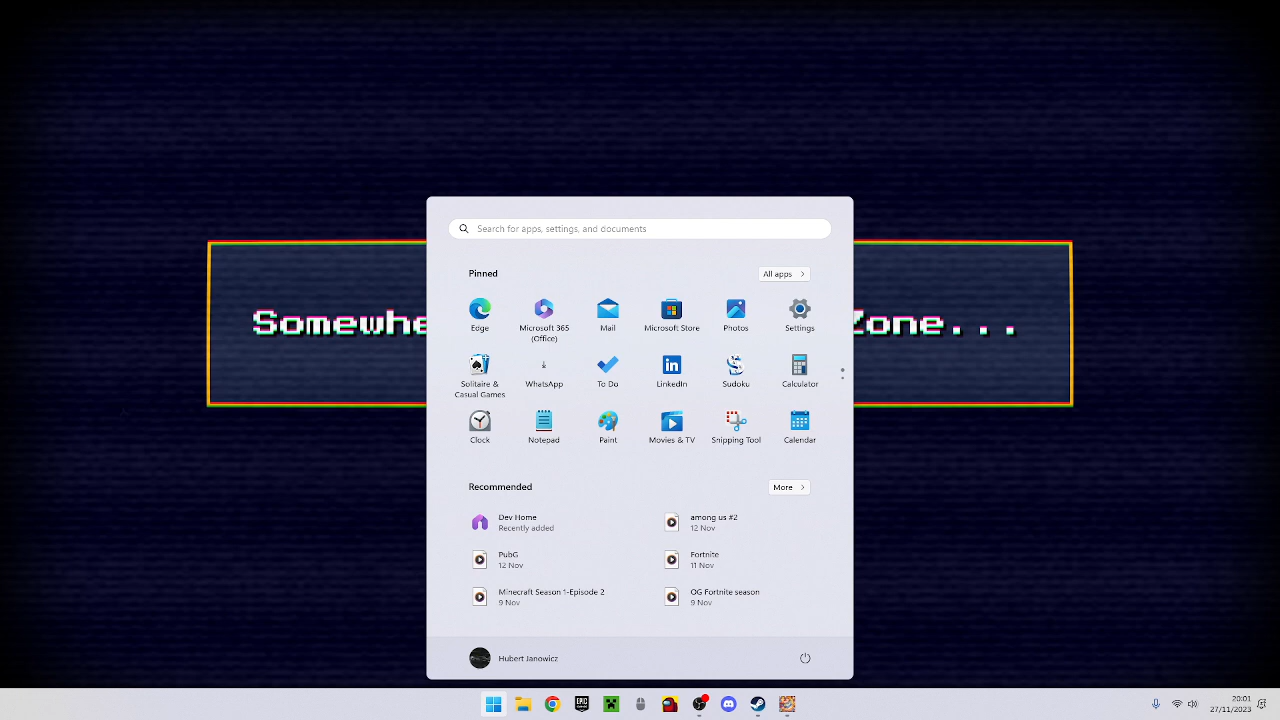 Search for apps, settings, and documents
Pinned
All apps
Somewhe
Zone...
Edge
Microsoft 365
(Office)
Mail
Microsoft Store
Photos
Settings
Solitaire &
Casual Games
WhatsApp
To Do
LinkedIn
Sudoku
Calculator
Clock
Notepad
Paint
Movies & TV
Snipping Tool
Calendar
Recommended
More
Dev Home
Recently added
among us #2
12 Nov
PubG
12 Nov
Fortnite
11 Nov
Minecraft Season 1-Episode 2
9 Nov
OG Fortnite season
9 Nov
Hubert Janowicz
EPIC
20:01
27/11/2023